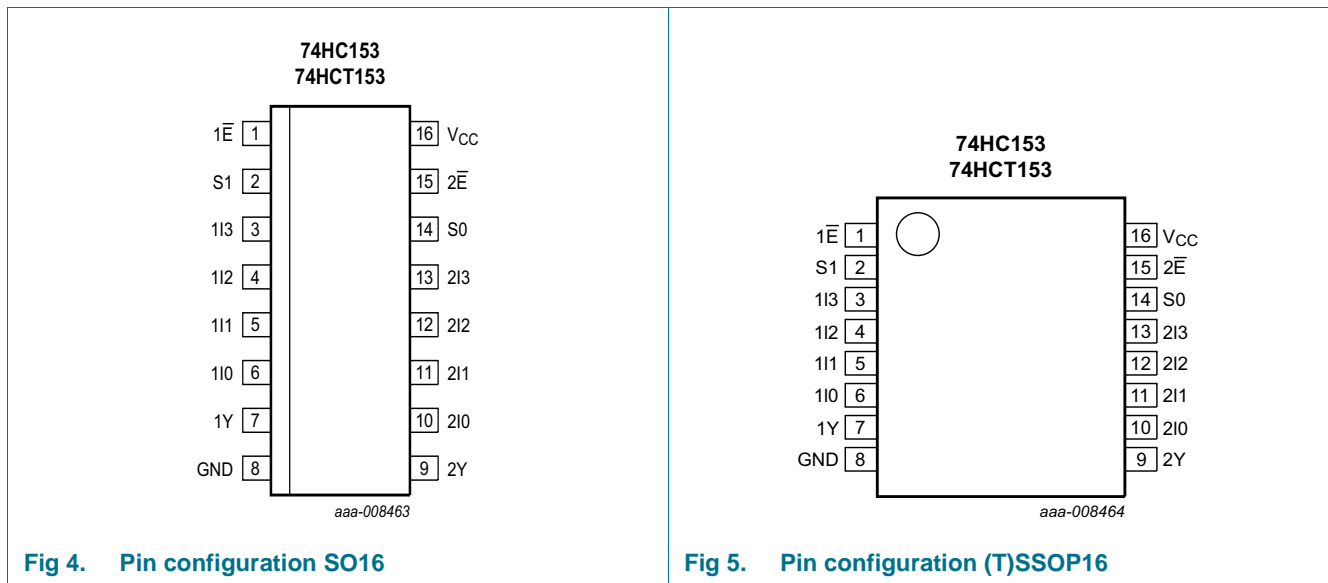 74HC153
74HCT153
1E̅ 1
16 VCC
S1 2
15 2E̅
1I3 3
14 S0
1I2 4
13 2I3
1I1 5
12 2I2
1I0 6
11 2I1
1Y 7
10 2I0
GND 8
9 2Y
aaa-008463
Fig 4. Pin configuration SO16
74HC153
74HCT153
1E̅ 1
16 VCC
S1 2
15 2E̅
1I3 3
14 S0
1I2 4
13 2I3
1I1 5
12 2I2
1I0 6
11 2I1
1Y 7
10 2I0
GND 8
9 2Y
aaa-008464
Fig 5. Pin configuration (T)SSOP16